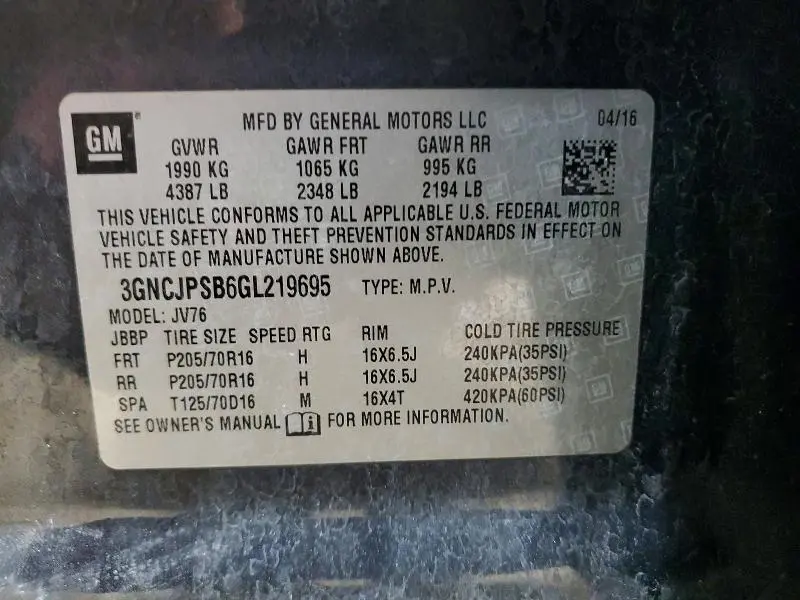 GM
MFD BY GENERAL MOTORS LLC 04/16
GVWR GAWR FRT GAWR RR
1990 KG 1065 KG 995 KG
4387 LB 2348 LB 2194 LB
THIS VEHICLE CONFORMS TO ALL APPLICABLE U.S. FEDERAL MOTOR
VEHICLE SAFETY AND THEFT PREVENTION STANDARDS IN EFFECT ON
THE DATE OF MANUFACTURE SHOWN ABOVE.
3GNCJPSB6GL219695 TYPE: M.P.V.
MODEL: JV76
JBBP TIRE SIZE SPEED RTG RIM COLD TIRE PRESSURE
FRT P205/70R16 H 16X6.5J 240KPA(35PSI)
RR P205/70R16 H 16X6.5J 240KPA(35PSI)
SPA T125/70D16 M 16X4T 420KPA(60PSI)
SEE OWNER'S MANUAL i FOR MORE INFORMATION.